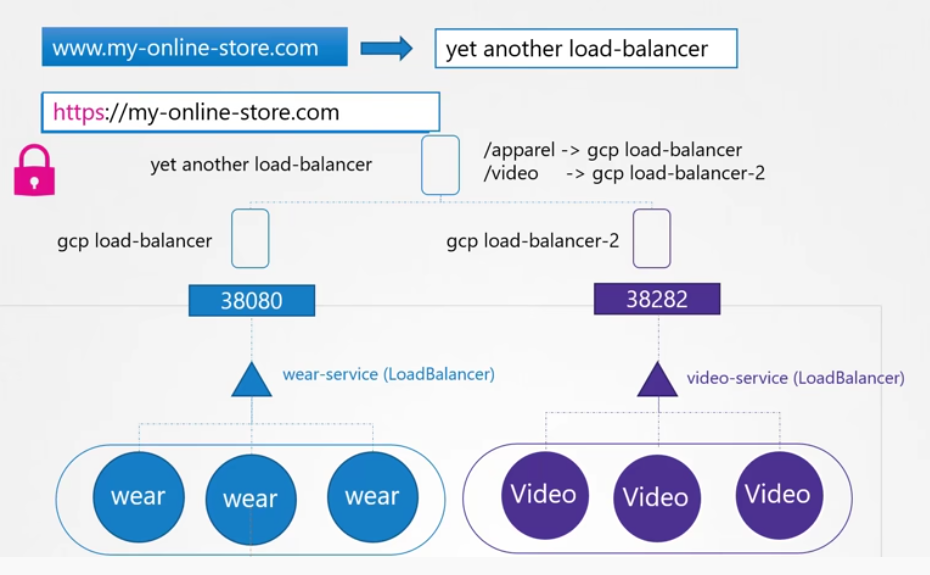 www.my-online-store.com
yet another load-balancer
https://my-online-store.com
yet another load-balancer
/apparel -> gcp load-balancer
/video -> gcp load-balancer-2
gcp load-balancer
gcp load-balancer-2
38080
38282
wear-service (LoadBalancer)
video-service (LoadBalancer)
wear
wear
wear
Video
Video
Video